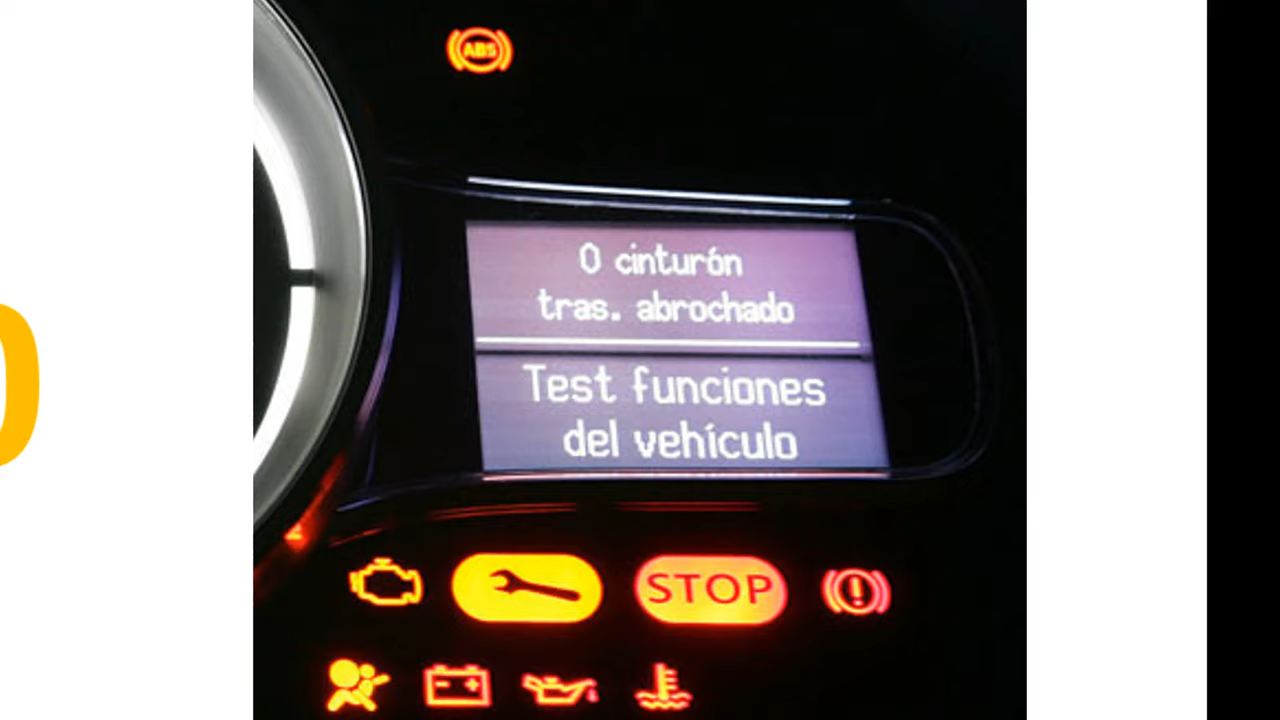 ABS
0 cinturón
tras. abrochado
Test funciones
del vehículo
STOP